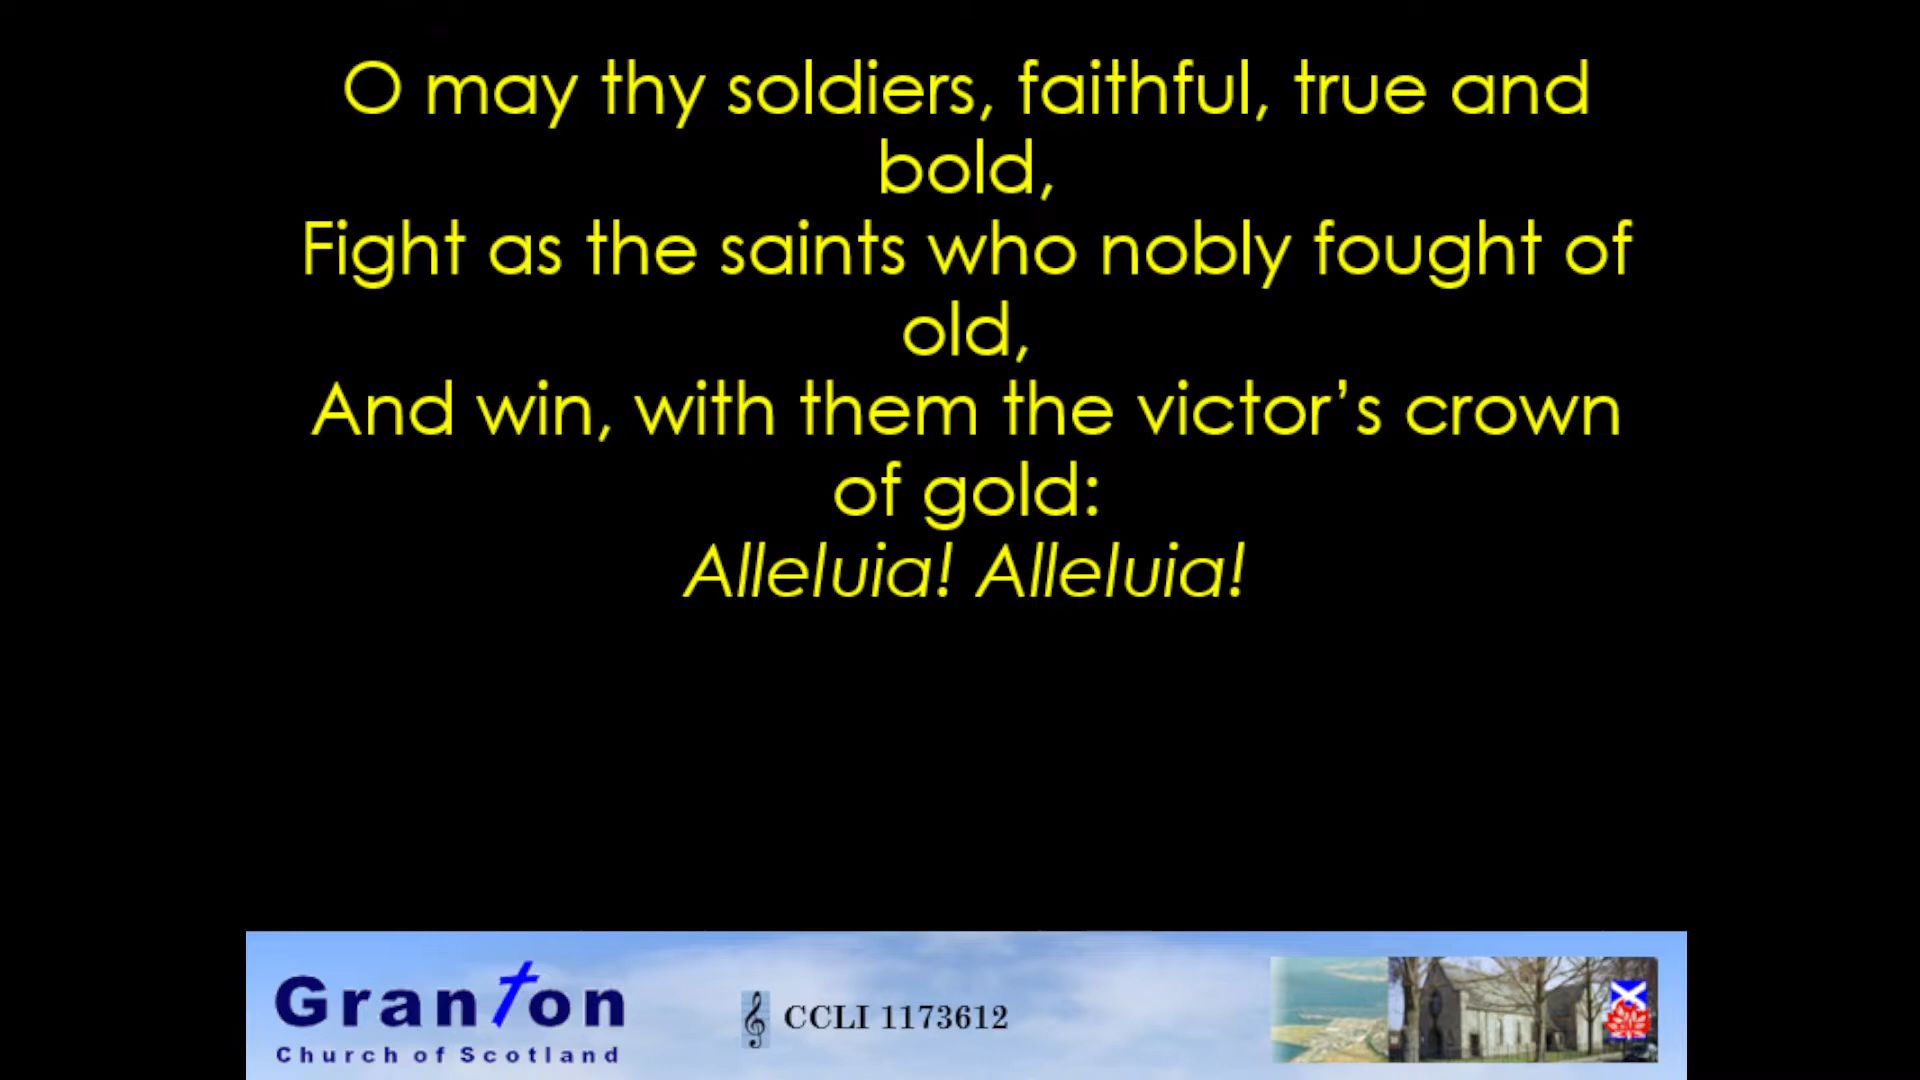 O may thy soldiers, faithful, true and
bold,
Fight as the saints who nobly fought of
old,
And win, with them the victor’s crown
of gold:
Alleluia! Alleluia!
Granton
Church of Scotland
CCLI 1173612